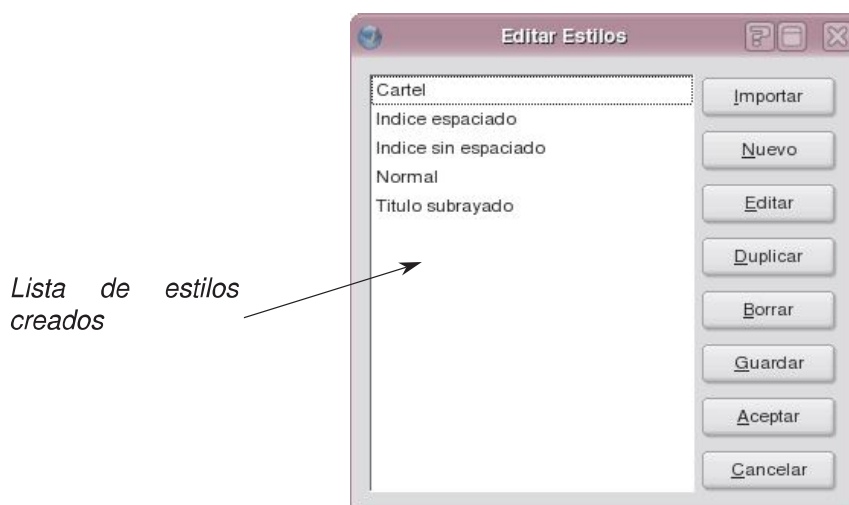 Editar Estilos
Cartel
Indice espaciado
Indice sin espaciado
Normal
Titulo subrayado
Importar
Nuevo
Editar
Duplicar
Borrar
Guardar
Aceptar
Cancelar
Lista de estilos
creados